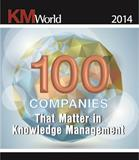 KMWorld 2014
100
COMPANIES
That Matter in
Knowledge Management